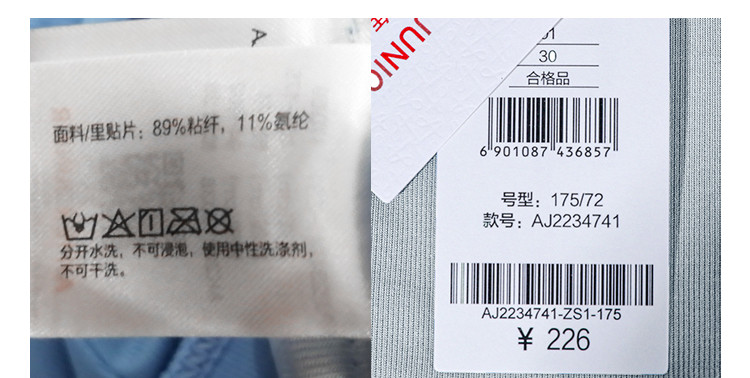 A
面料/里贴片：89%粘纤，11%氨纶
分开水洗，不可浸泡，使用中性洗涤剂，
不可干洗。
JUNIO
30
合格品
6 901087 436857
号型：175/72
款号：AJ2234741
AJ2234741-ZS1-175
¥ 226